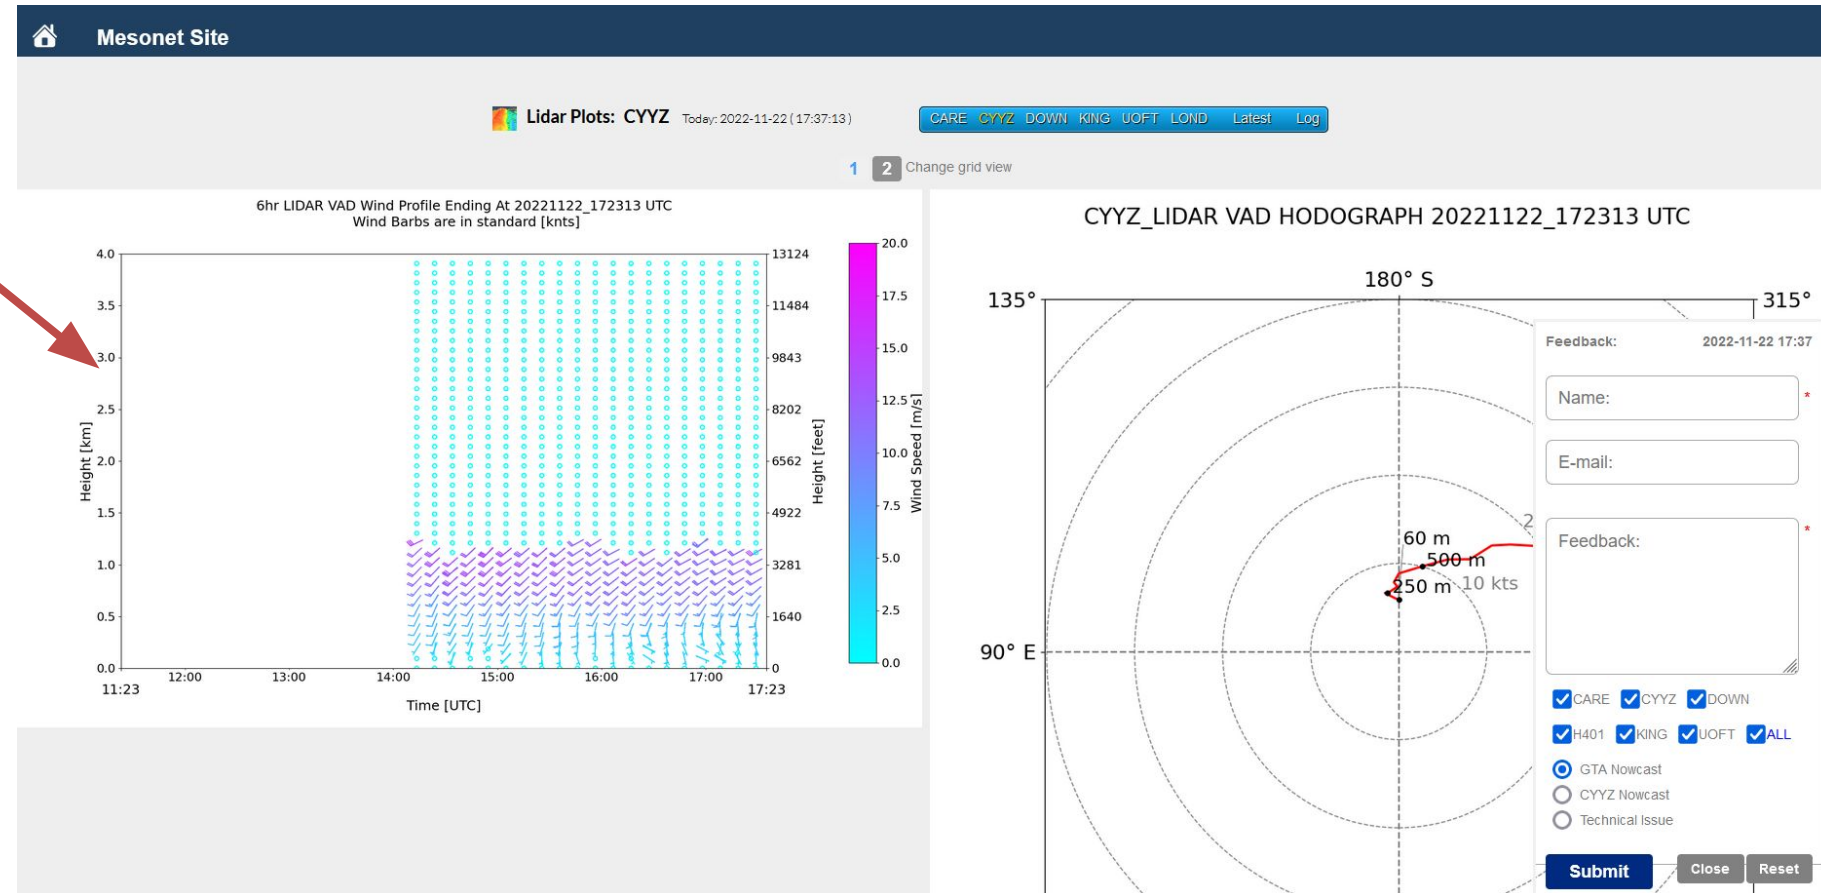 Mesonet Site
Lidar Plots: CYYZ Today: 2022-11-22 ( 17:37:13 )
CARE CYYZ DOWN KING UOFT LOND Latest Log
1 2 Change grid view
6hr LIDAR VAD Wind Profile Ending At 20221122_172313 UTC
Wind Barbs are in standard [knts]
4.0
3.5
3.0
2.5
2.0
1.5
1.0
0.5
0.0
Height [km]
11:23
12:00
13:00
14:00
15:00
16:00
17:00
17:23
Time [UTC]
13124
11484
9843
8202
6562
4922
3281
1640
0
Height [feet]
20.0
17.5
15.0
12.5
10.0
7.5
5.0
2.5
0.0
Wind Speed [m/s]
CYYZ_LIDAR VAD HODOGRAPH 20221122_172313 UTC
180° S
135°
315°
90° E
60 m
500 m
250 m
10 kts
2
Feedback: 2022-11-22 17:37
Name: *
E-mail:
Feedback: *
CARE CYYZ DOWN
H401 KING UOFT ALL
GTA Nowcast
CYYZ Nowcast
Technical Issue
Submit Close Reset